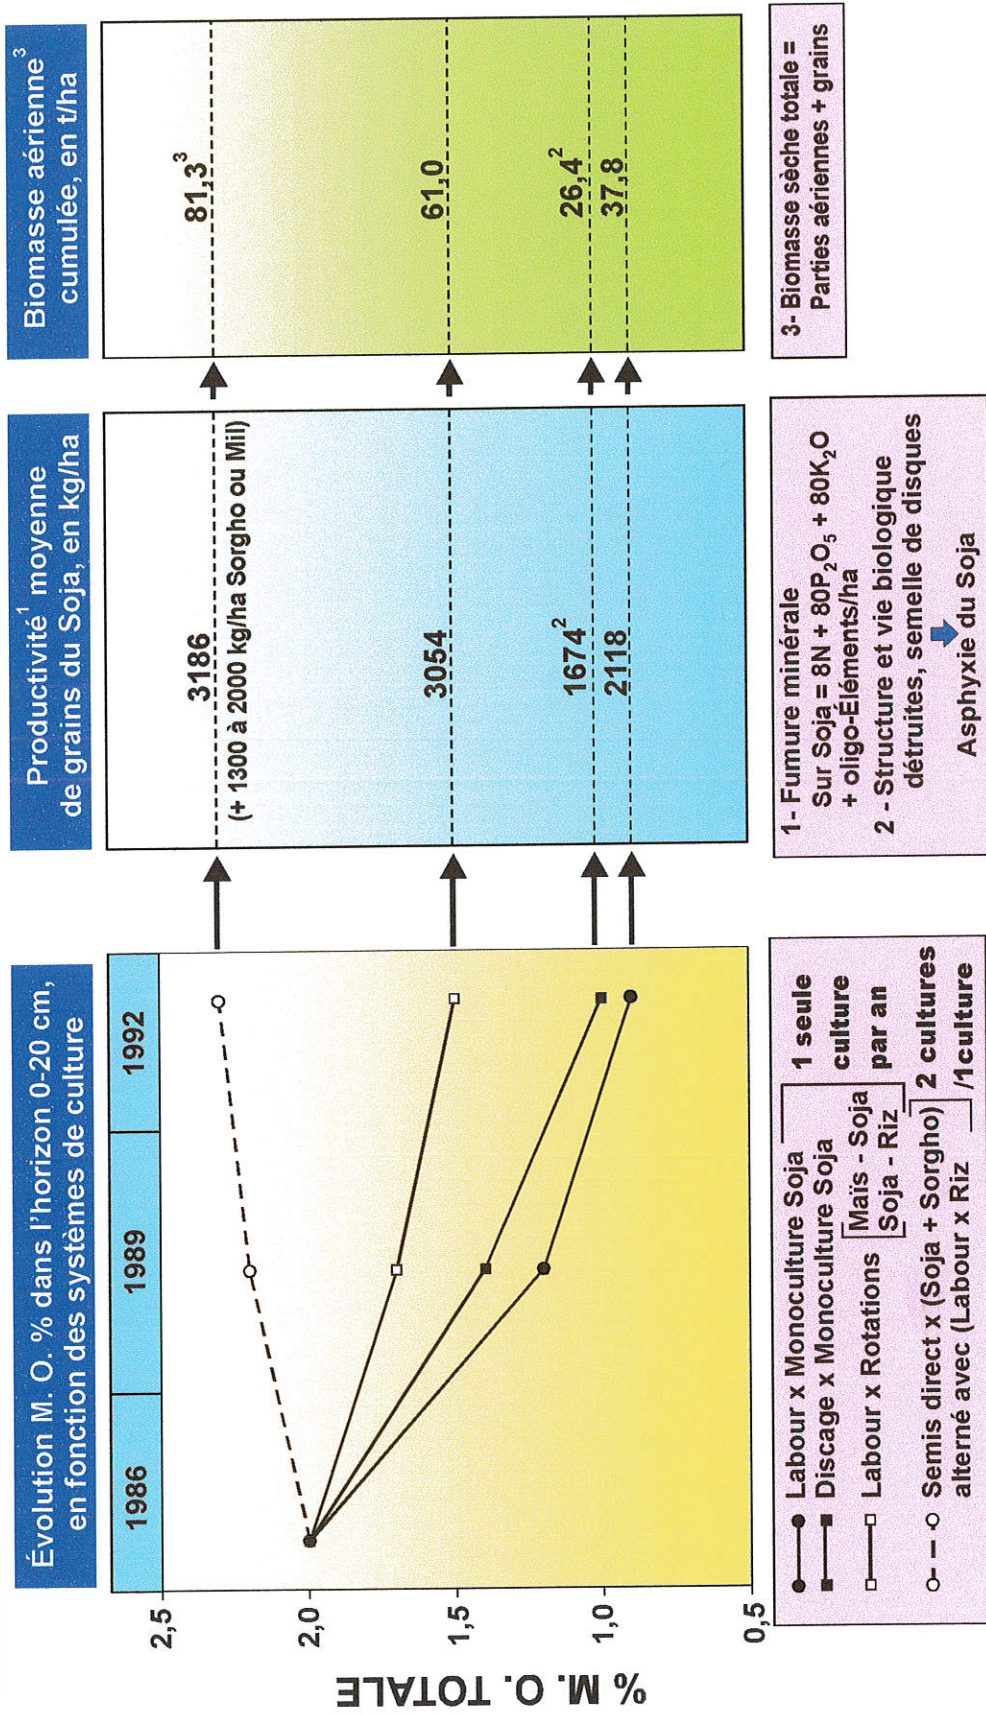 Évolution M. O. % dans l'horizon 0-20 cm,
en fonction des systèmes de culture
1986
1989
1992
% M. O. TOTALE
2,5
2,0
1,5
1,0
0,5
Labour x Monoculture Soja
Discage x Monoculture Soja
Labour x Rotations
Maïs - Soja
Soja - Riz
1 seule
culture
par an
Semis direct x (Soja + Sorgho)
alterné avec (Labour x Riz
2 cultures
/1culture
Productivité¹ moyenne
de grains du Soja, en kg/ha
3186
(+ 1300 à 2000 kg/ha Sorgho ou Mil)
3054
1674²
2118
1- Fumure minérale
Sur Soja = 8N + 80P₂O₅ + 80K₂O
+ oligo-Éléments/ha
2 - Structure et vie biologique
détruites, semelle de disques
Asphyxie du Soja
Biomasse aérienne³
cumulée, en t/ha
81,3³
61,0
26,4²
37,8
3- Biomasse sèche totale =
Parties aériennes + grains